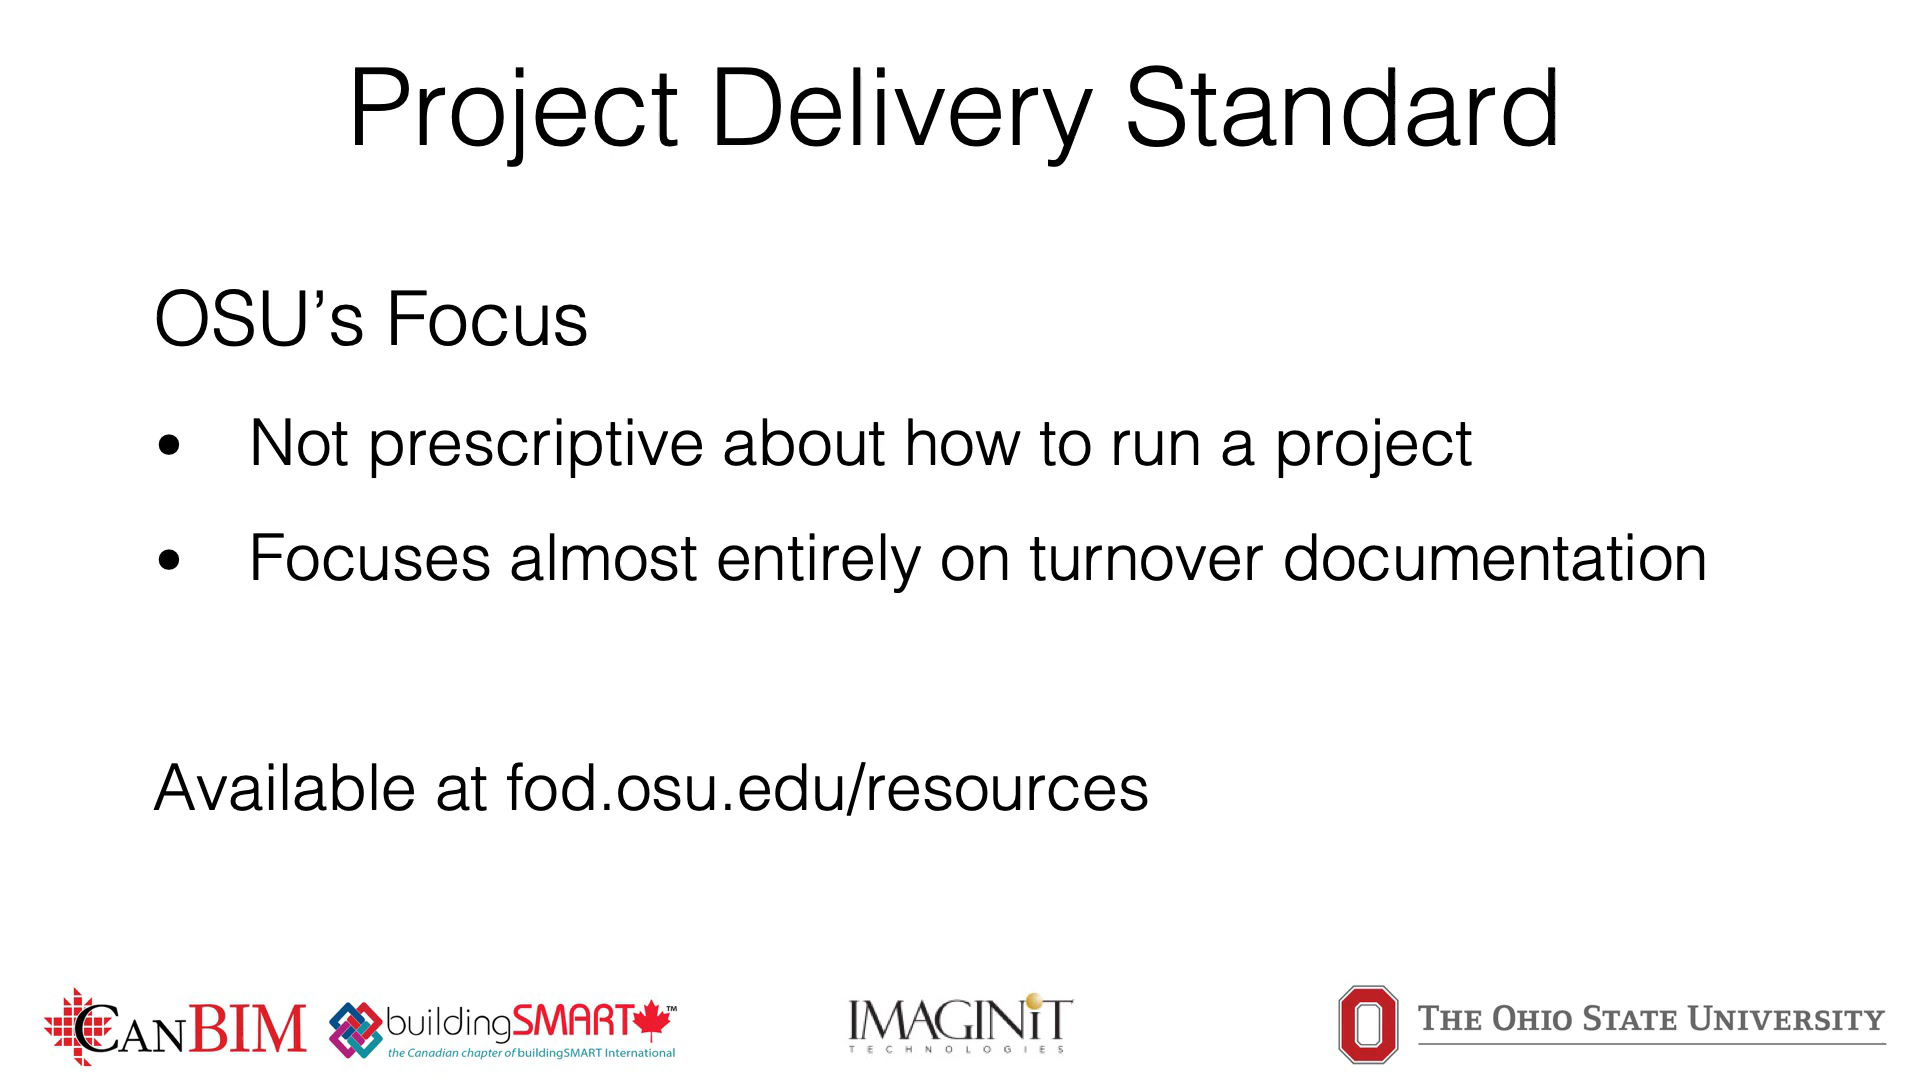 Project Delivery Standard
OSU’s Focus
• Not prescriptive about how to run a project
• Focuses almost entirely on turnover documentation
Available at fod.osu.edu/resources
CANBIM
buildingSMART™
the Canadian chapter of buildingSMART International
IMAGINiT
TECHNOLOGIES
THE OHIO STATE UNIVERSITY